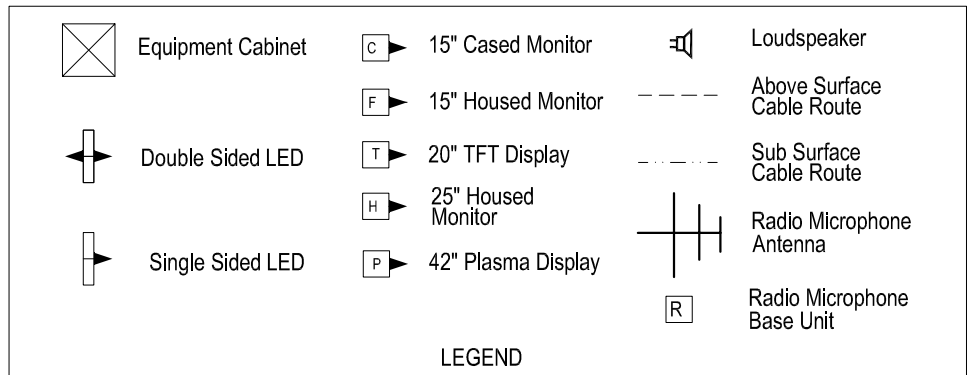 Equipment Cabinet
Double Sided LED
Single Sided LED
C 15" Cased Monitor
F 15" Housed Monitor
T 20" TFT Display
H 25" Housed
Monitor
P 42" Plasma Display
Loudspeaker
Above Surface
Cable Route
Sub Surface
Cable Route
Radio Microphone
Antenna
R Radio Microphone
Base Unit
LEGEND